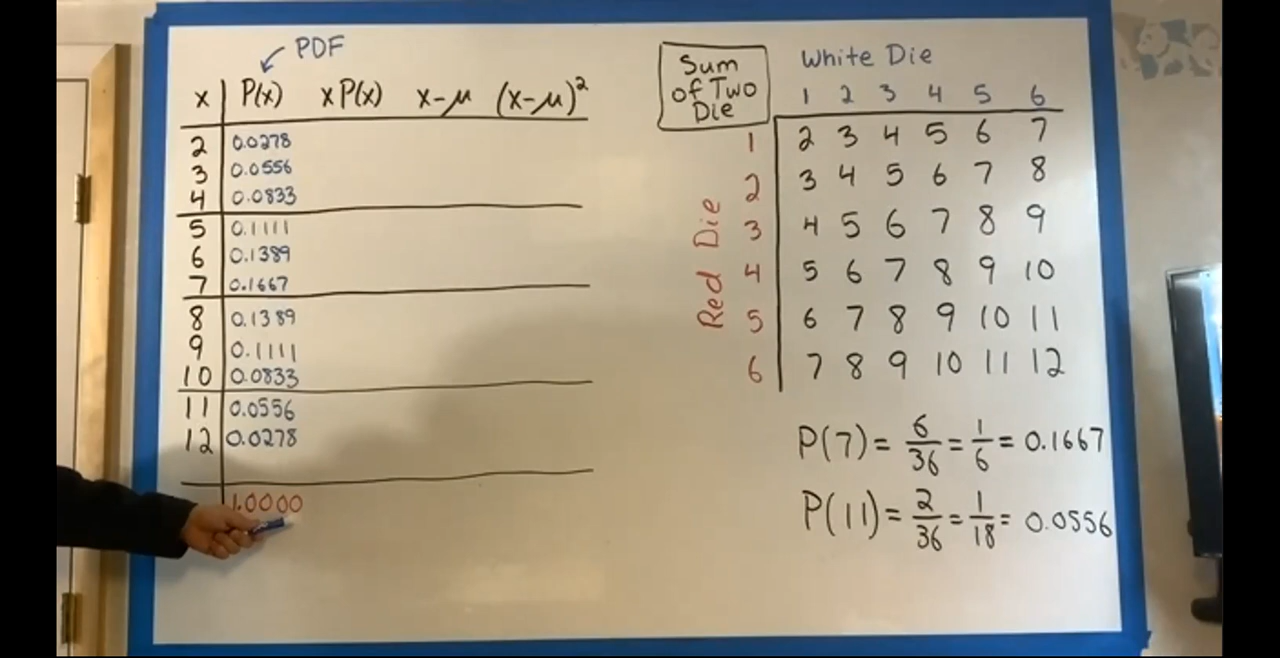 PDF
x P(x) xP(x) x-μ (x-μ)²
2 0.0278
3 0.0556
4 0.0833
5 0.1111
6 0.1389
7 0.1667
8 0.1389
9 0.1111
10 0.0833
11 0.0556
12 0.0278
1.0000
Sum
of Two
Die
White Die
1 2 3 4 5 6
Red Die
1 2 3 4 5 6 7
2 3 4 5 6 7 8
3 4 5 6 7 8 9
4 5 6 7 8 9 10
5 6 7 8 9 10 11
6 7 8 9 10 11 12
P(7) = 6/36 = 1/6 = 0.1667
P(11) = 2/36 = 1/18 = 0.0556